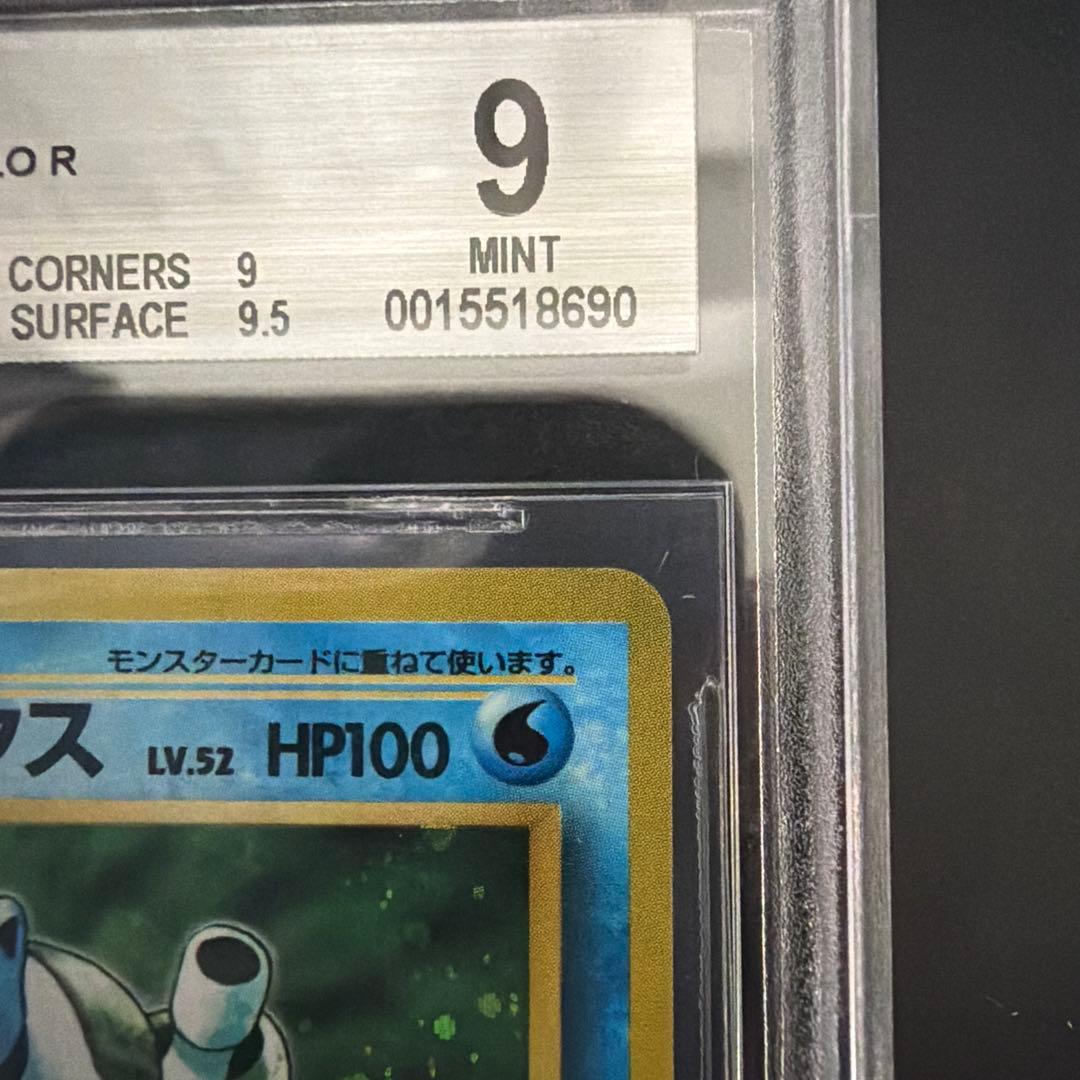 LO R
9
MINT
CORNERS 9
SURFACE 9.5
0015518690
モンスターカードに重ねて使います。
クス LV.52 HP100